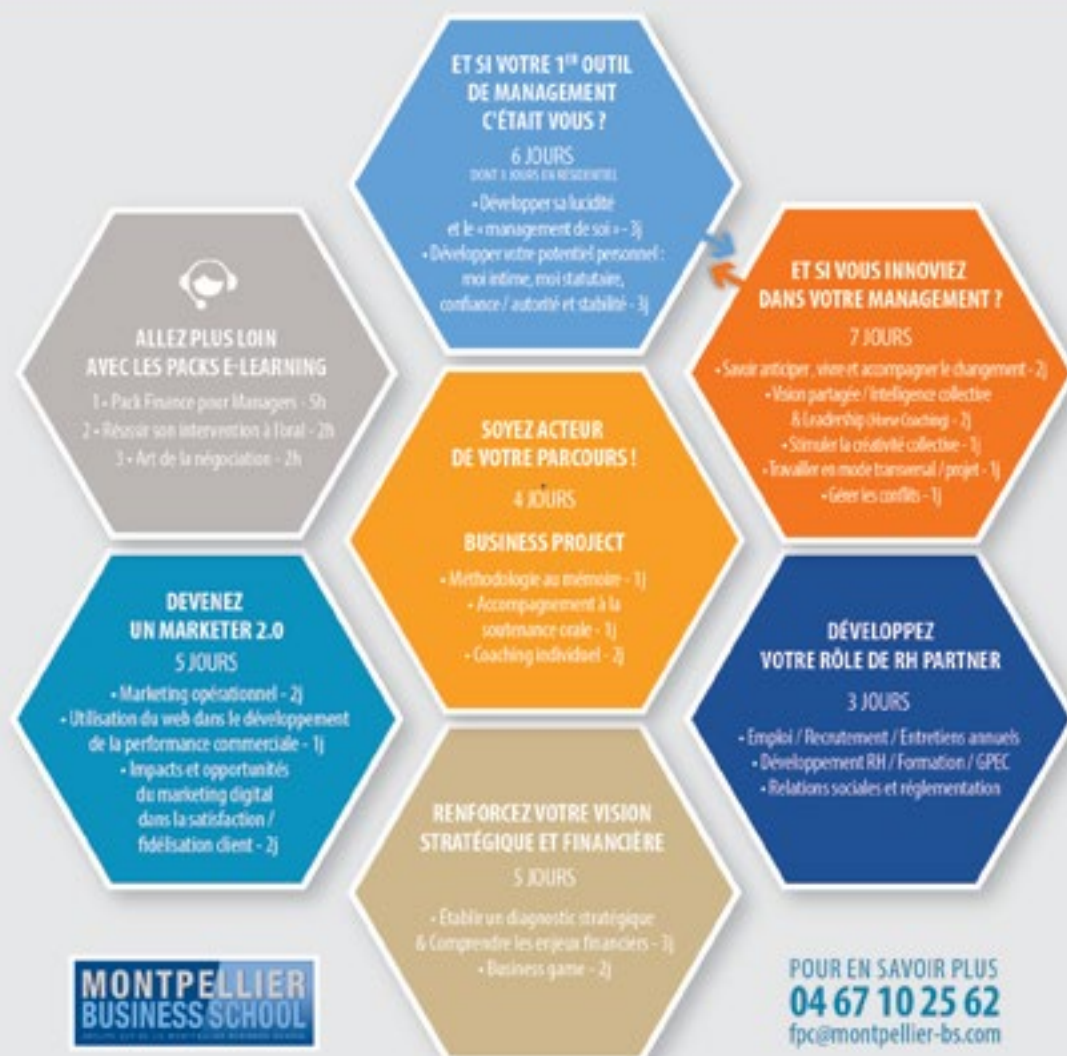 ET SI VOTRE 1ER OUTIL
DE MANAGEMENT
C'ÉTAIT VOUS ?
6 JOURS
DONT 3 JOURS EN RÉSIDENTIEL
• Développer sa lucidité
et le « management de soi » - 3j
• Développer votre potentiel personnel :
moi intime, moi statutaire,
confiance / autorité et stabilité - 3j
ALLEZ PLUS LOIN
AVEC LES PACKS E-LEARNING
1 • Pack Finance pour Managers - 5h
2 • Réussir son intervention à l'oral - 2h
3 • Art de la négociation - 2h
ET SI VOUS INNOVIEZ
DANS VOTRE MANAGEMENT ?
7 JOURS
• Savoir anticiper, vivre et accompagner le changement - 2j
• Vision partagée / Intelligence collective
& Leadership (Horse Coaching) - 2j
• Stimuler la créativité collective - 1j
• Travailler en mode transversal / projet - 1j
• Gérer les conflits - 1j
SOYEZ ACTEUR
DE VOTRE PARCOURS !
4 JOURS
BUSINESS PROJECT
• Méthodologie au mémoire - 1j
• Accompagnement à la
soutenance orale - 1j
• Coaching individuel - 2j
DEVENEZ
UN MARKETER 2.0
5 JOURS
• Marketing opérationnel - 2j
• Utilisation du web dans le développement
de la performance commerciale - 1j
• Impacts et opportunités
du marketing digital
dans la satisfaction /
fidélisation client - 2j
DÉVELOPPEZ
VOTRE RÔLE DE RH PARTNER
3 JOURS
• Emploi / Recrutement / Entretiens annuels
• Développement RH / Formation / GPEC
• Relations sociales et réglementation
RENFORCEZ VOTRE VISION
STRATÉGIQUE ET FINANCIÈRE
5 JOURS
• Établir un diagnostic stratégique
& Comprendre les enjeux financiers - 3j
• Business game - 2j
MONTPELLIER
BUSINESS SCHOOL
POUR EN SAVOIR PLUS
04 67 10 25 62
fpc@montpellier-bs.com